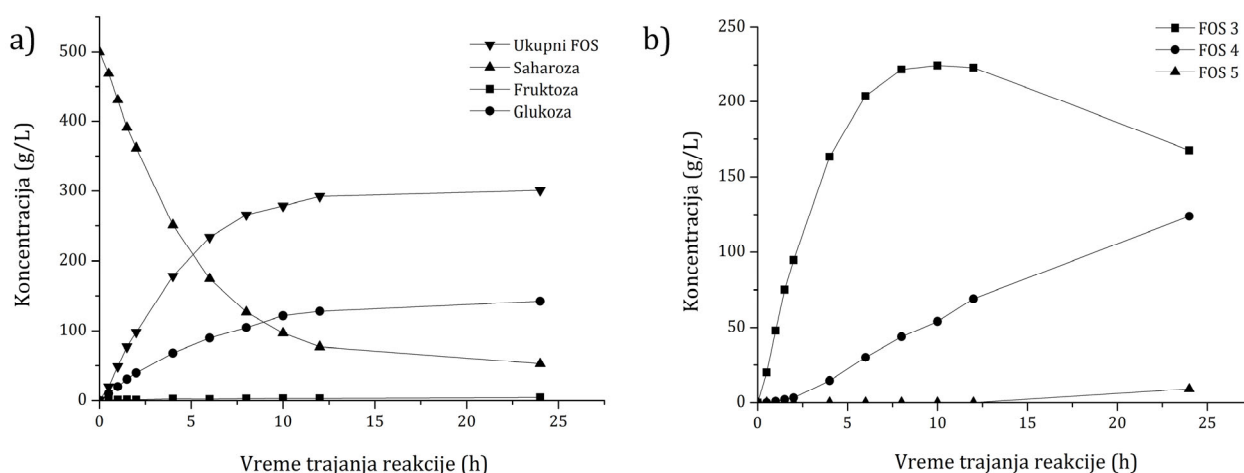 a)
500
400
300
200
100
0
0
5
10
15
20
25
Koncentracija (g/L)
Vreme trajanja reakcije (h)
Ukupni FOS
Saharoza
Fruktoza
Glukoza
b)
250
200
150
100
50
0
0
5
10
15
20
25
Koncentracija (g/L)
Vreme trajanja reakcije (h)
FOS 3
FOS 4
FOS 5